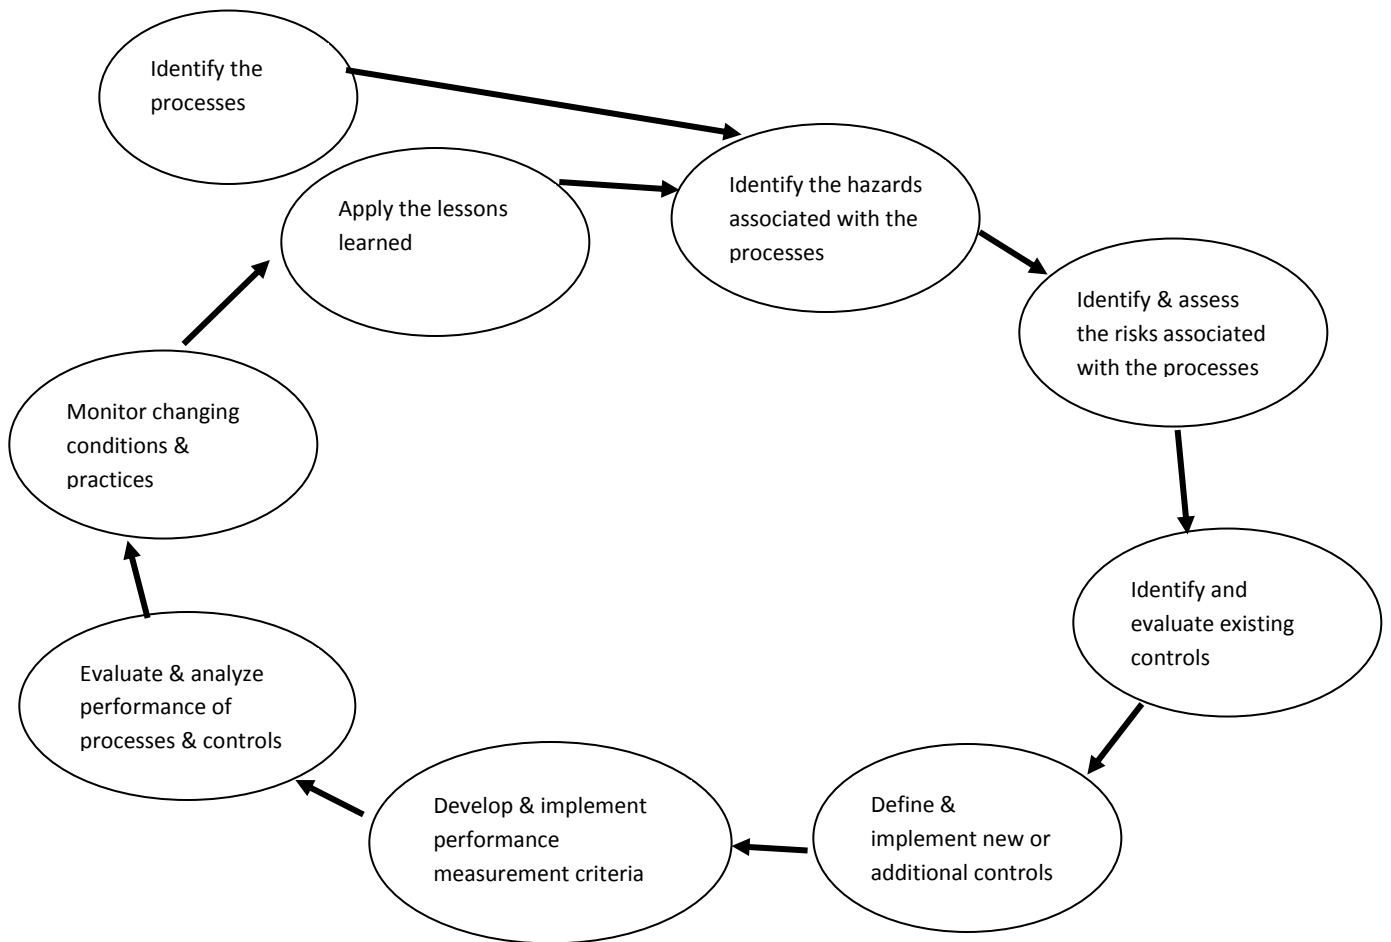 Identify the
processes
Apply the lessons
learned
Identify the hazards
associated with the
processes
Identify & assess
the risks associated
with the processes
Identify and
evaluate existing
controls
Define &
implement new or
additional controls
Develop & implement
performance
measurement criteria
Evaluate & analyze
performance of
processes & controls
Monitor changing
conditions &
practices